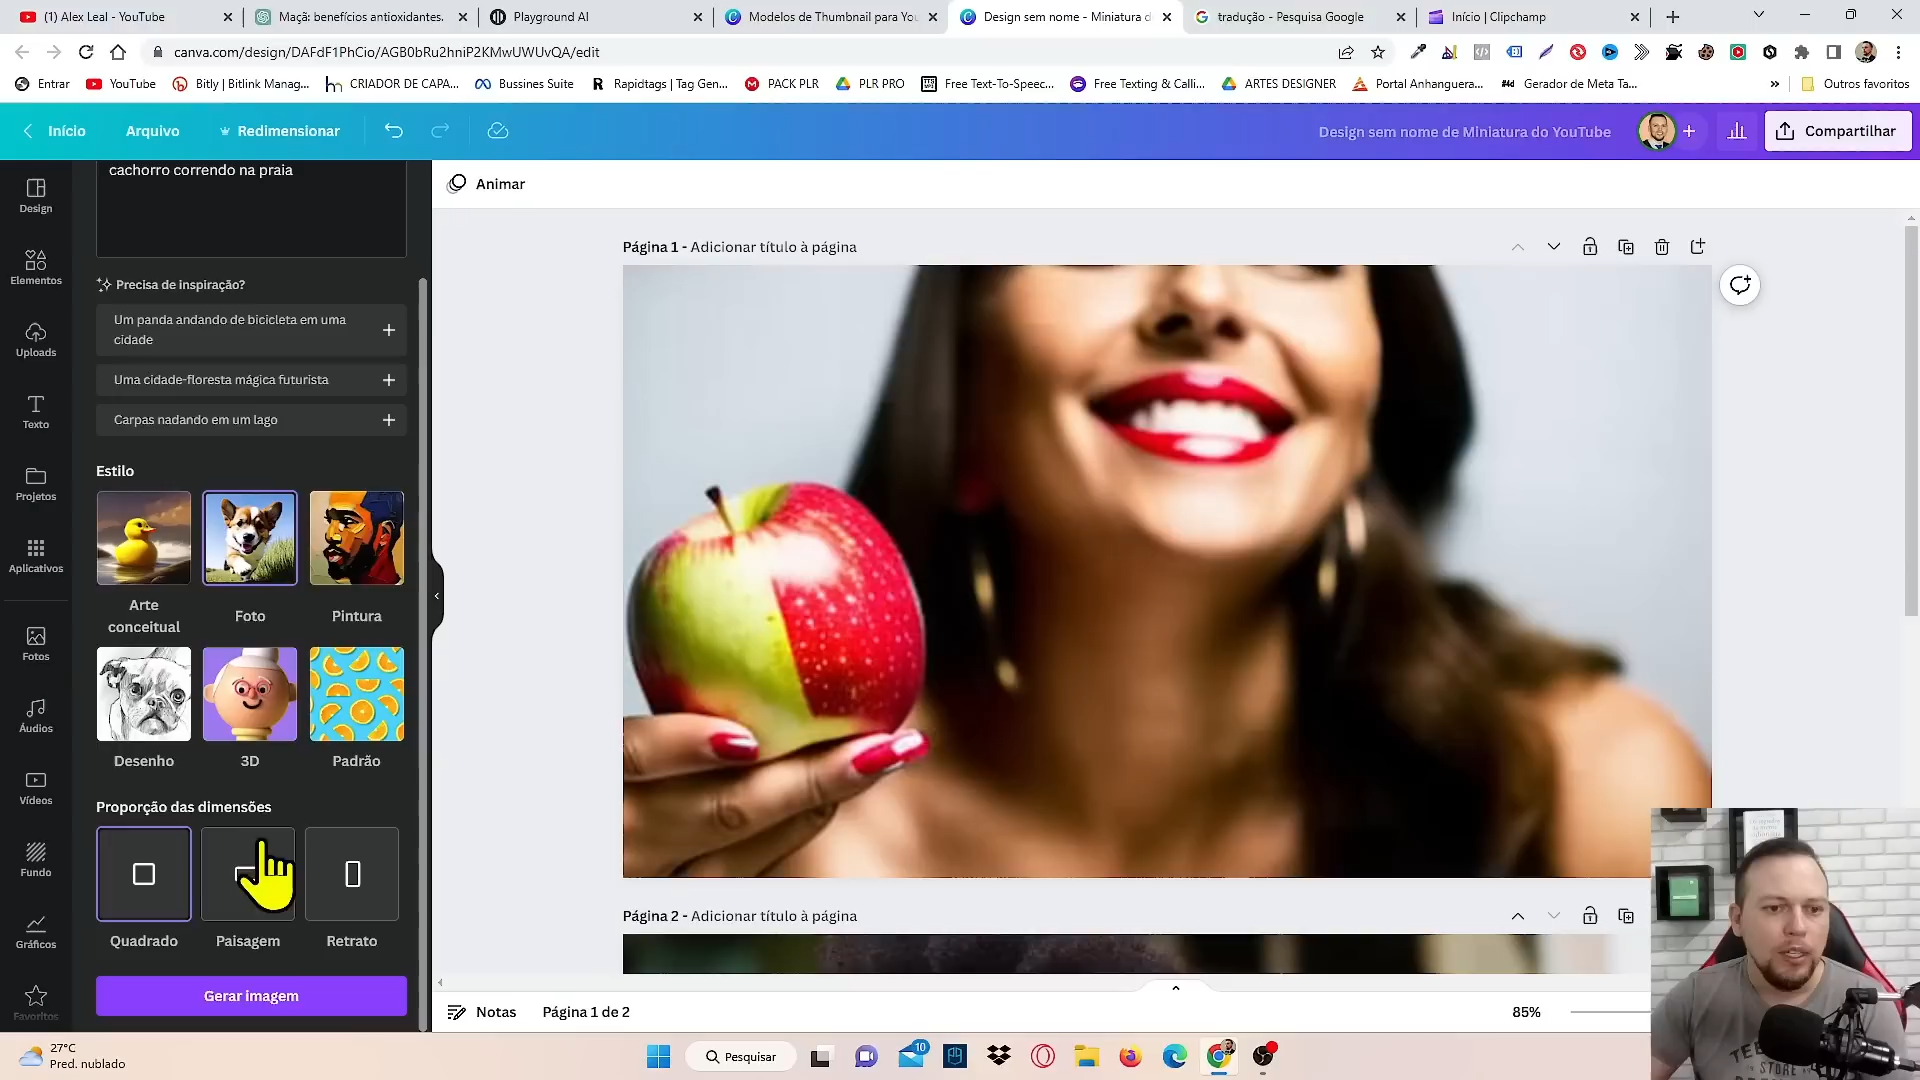 (1) Alex Leal - YouTube
Maçã: benefícios antioxidantes.
Playground AI
Modelos de Thumbnail para You
Design sem nome - Miniatura d
tradução - Pesquisa Google
Início | Clipchamp
canva.com/design/DAFdF1PhCio/AGB0bRu2hniP2KMwUWUvQA/edit
Entrar
YouTube
Bitly | Bitlink Manag...
CRIADOR DE CAPA...
Bussines Suite
Rapidtags | Tag Gen...
PACK PLR
PLR PRO
Free Text-To-Speec...
Free Texting & Calli...
ARTES DESIGNER
Portal Anhanguera...
Gerador de Meta Ta...
Outros favoritos
Início
Arquivo
Redimensionar
Design sem nome de Miniatura do YouTube
Compartilhar
Design
Elementos
Uploads
Texto
Projetos
Aplicativos
Fotos
Áudios
Vídeos
Fundo
Gráficos
Favoritos
cachorro correndo na praia
Precisa de inspiração?
Um panda andando de bicicleta em uma
cidade
Uma cidade-floresta mágica futurista
Carpas nadando em um lago
Estilo
Arte
conceitual
Foto
Pintura
Desenho
3D
Padrão
Proporção das dimensões
Quadrado
Paisagem
Retrato
Gerar imagem
Animar
Página 1 - Adicionar título à página
Página 2 - Adicionar título à página
Notas
Página 1 de 2
85%
27°C
Pred. nublado
Pesquisar
10